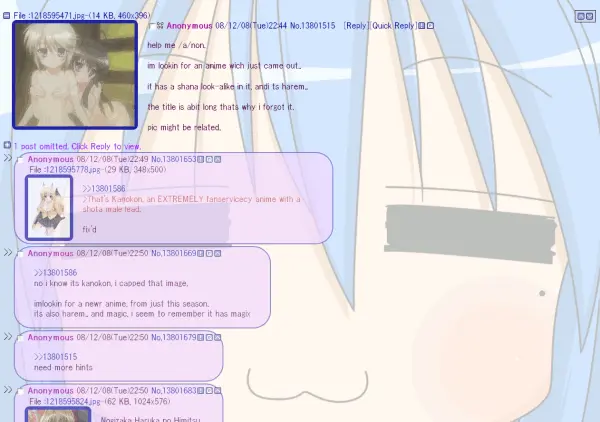 File :1218595471.jpg-(14 KB, 460x396)
Anonymous 08/12/08(Tue)22:44 No.13801515 [Reply][Quick Reply]
help me /a/non.
im lookin for an anime wich just came out..
it has a shana look-alike in it, andi ts harem..
the title is abit long thats why i forgot it.
pic might be related.
1 post omitted. Click Reply to view.
>> Anonymous 08/12/08(Tue)22:49 No.13801653
File :1218595778.jpg-(29 KB, 348x500)
>>13801586
>That's Kanokon, an EXTREMELY fanservicecy anime with a
shota male lead.
fix'd
>> Anonymous 08/12/08(Tue)22:50 No.13801669
>>13801586
no i know its kanokon, i capped that image.
imlookin for a newr anime, from just this season.
its also harem.. and magic, i seem to remember it has magix
>> Anonymous 08/12/08(Tue)22:50 No.13801679
>>13801515
need more hints
>> Anonymous 08/12/08(Tue)22:50 No.13801683
File :1218595824.jpg-(62 KB, 1024x576)
Nogizaka Haruka no Himitsu